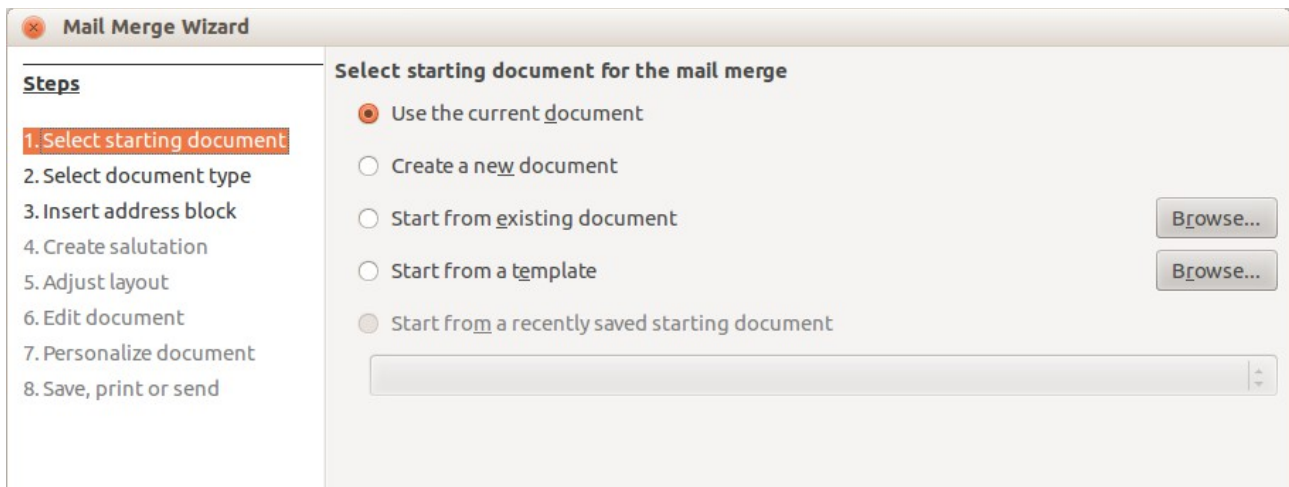 Mail Merge Wizard
Steps
1. Select starting document
2. Select document type
3. Insert address block
4. Create salutation
5. Adjust layout
6. Edit document
7. Personalize document
8. Save, print or send
Select starting document for the mail merge
Use the current document
Create a new document
Start from existing document
Browse...
Start from a template
Browse...
Start from a recently saved starting document